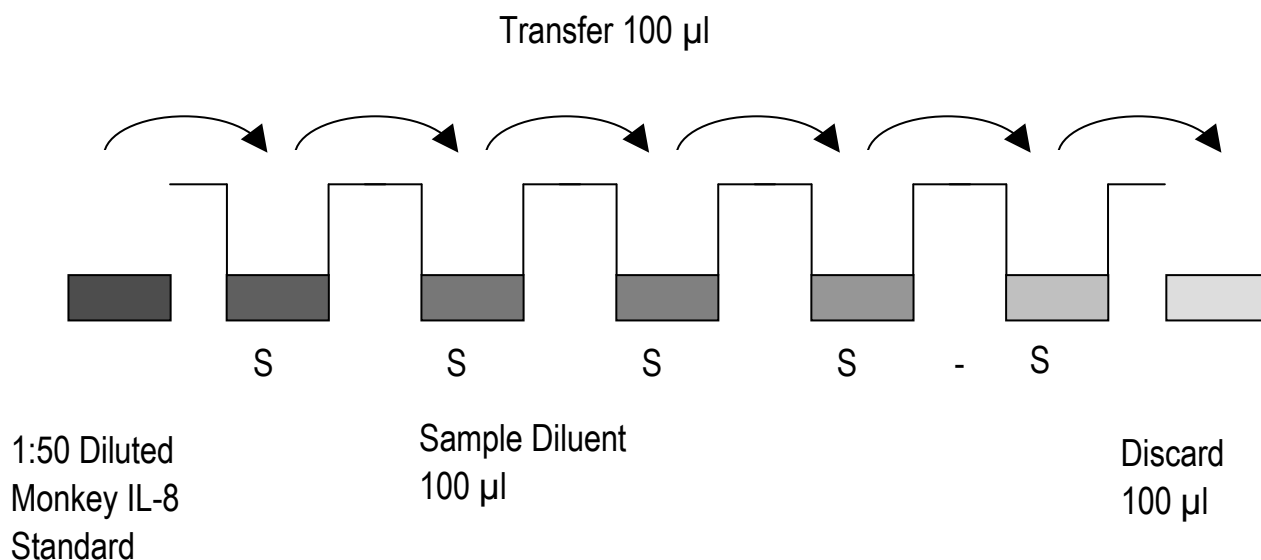 Transfer 100 µl
S S S S - S
1:50 Diluted
Monkey IL-8
Standard
Sample Diluent
100 µl
Discard
100 µl